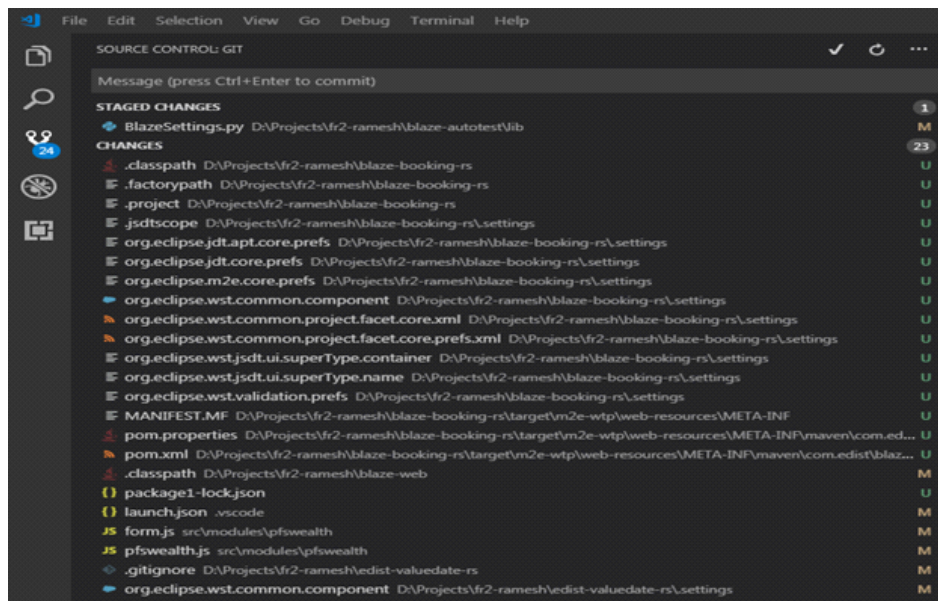 File Edit Selection View Go Debug Terminal Help
SOURCE CONTROL: GIT
Message (press Ctrl+Enter to commit)
STAGED CHANGES 1
BlazeSettings.py D:\Projects\fr2-ramesh\blaze-autotest\lib M
CHANGES 23
24
.classpath D:\Projects\fr2-ramesh\blaze-booking-rs U
.factorypath D:\Projects\fr2-ramesh\blaze-booking-rs U
.project D:\Projects\fr2-ramesh\blaze-booking-rs U
.jsdtscope D:\Projects\fr2-ramesh\blaze-booking-rs\.settings U
org.eclipse.jdt.apt.core.prefs D:\Projects\fr2-ramesh\blaze-booking-rs\.settings U
org.eclipse.jdt.core.prefs D:\Projects\fr2-ramesh\blaze-booking-rs\.settings U
org.eclipse.m2e.core.prefs D:\Projects\fr2-ramesh\blaze-booking-rs\.settings U
org.eclipse.wst.common.component D:\Projects\fr2-ramesh\blaze-booking-rs\.settings U
org.eclipse.wst.common.project.facet.core.xml D:\Projects\fr2-ramesh\blaze-booking-rs\.settings U
org.eclipse.wst.common.project.facet.core.prefs.xml D:\Projects\fr2-ramesh\blaze-booking-rs\.settings U
org.eclipse.wst.jsdt.ui.superType.container D:\Projects\fr2-ramesh\blaze-booking-rs\.settings U
org.eclipse.wst.jsdt.ui.superType.name D:\Projects\fr2-ramesh\blaze-booking-rs\.settings U
org.eclipse.wst.validation.prefs D:\Projects\fr2-ramesh\blaze-booking-rs\.settings U
MANIFEST.MF D:\Projects\fr2-ramesh\blaze-booking-rs\target\m2e-wtp\web-resources\META-INF U
pom.properties D:\Projects\fr2-ramesh\blaze-booking-rs\target\m2e-wtp\web-resources\META-INF\maven\com.ed... U
pom.xml D:\Projects\fr2-ramesh\blaze-booking-rs\target\m2e-wtp\web-resources\META-INF\maven\com.edist\blaz... U
.classpath D:\Projects\fr2-ramesh\blaze-web M
{} package1-lock.json U
{} launch.json .vscode M
JS form.js src\modules\pfswealth M
JS pfswealth.js src\modules\pfswealth M
.gitignore D:\Projects\fr2-ramesh\edist-valuedate-rs M
org.eclipse.wst.common.component D:\Projects\fr2-ramesh\edist-valuedate-rs\.settings M